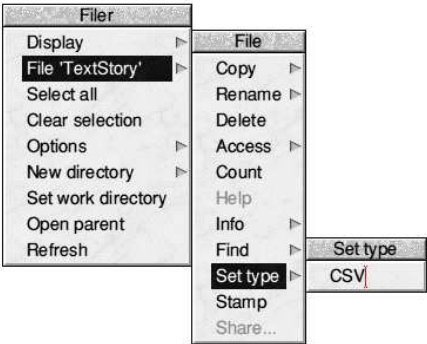 Filer
Display
File 'TextStory'
Select all
Clear selection
Options
New directory
Set work directory
Open parent
Refresh
File
Copy
Rename
Delete
Access
Count
Help
Info
Find
Set type
Stamp
Share...
Set type
CSV